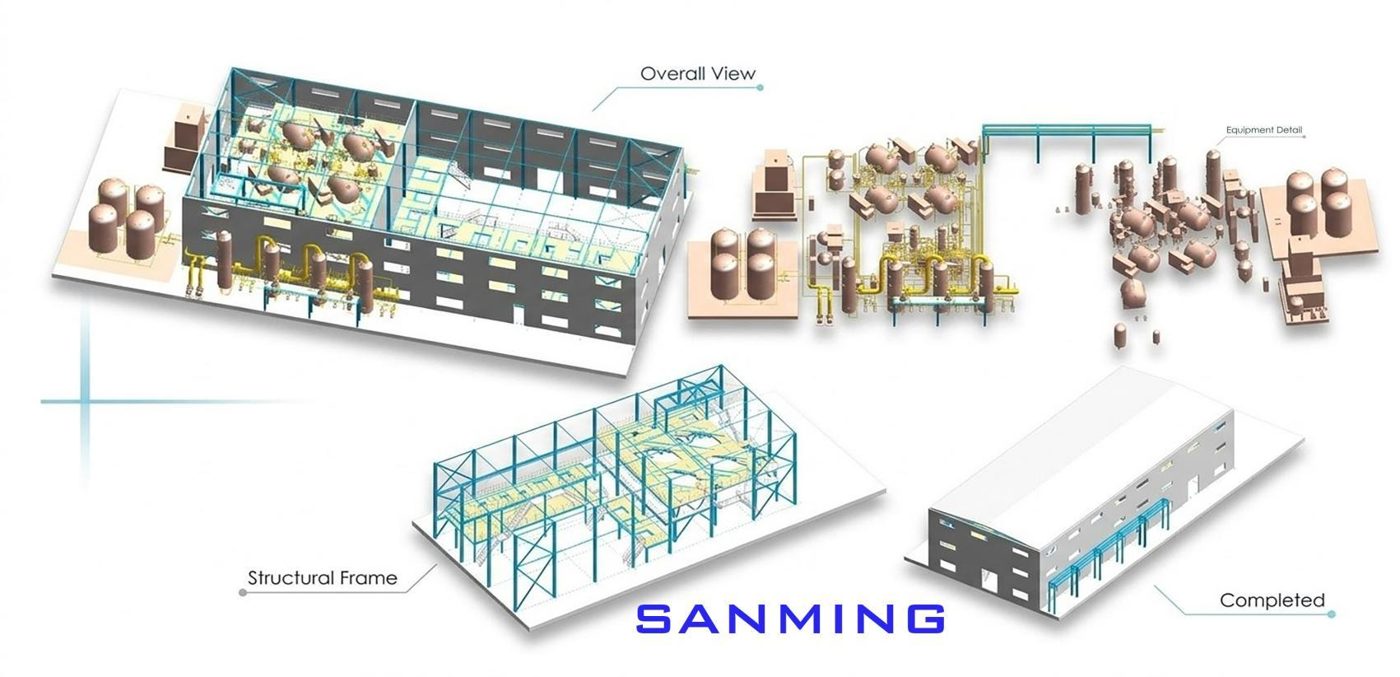 Overall View
Equipment Detail
Structural Frame
SANMING
Completed